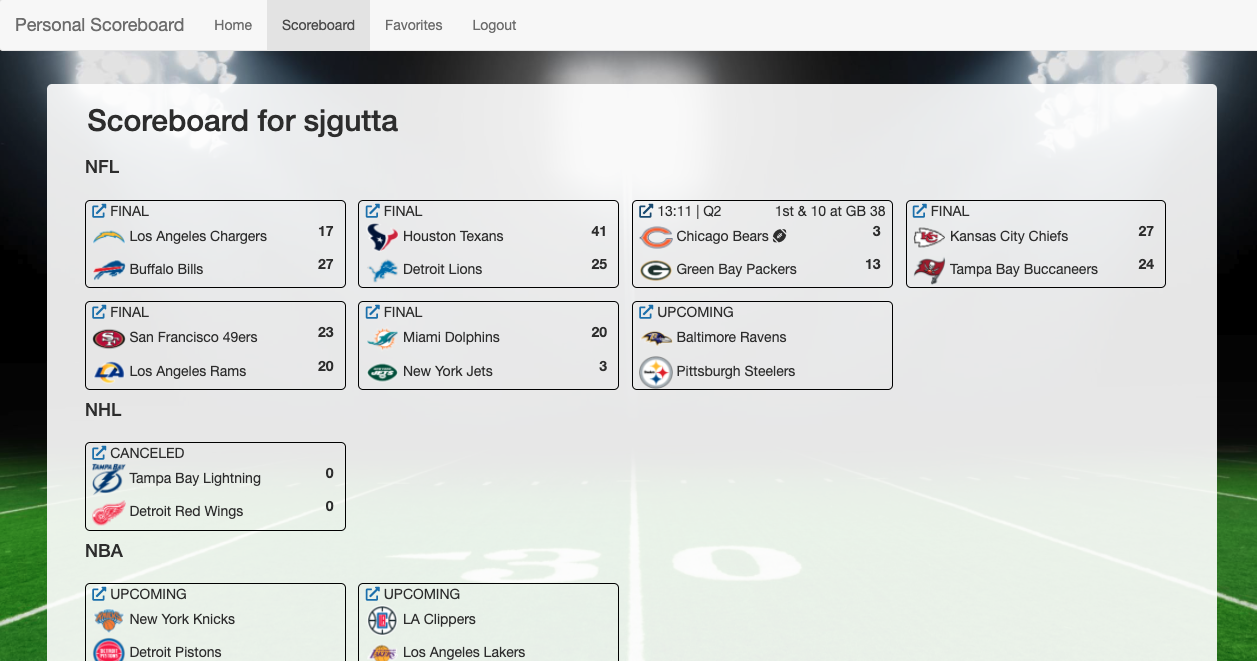 Personal Scoreboard Home Scoreboard Favorites Logout
Scoreboard for sjgutta
NFL
FINAL
Los Angeles Chargers 17
Buffalo Bills 27
FINAL
Houston Texans 41
Detroit Lions 25
13:11 | Q2 1st & 10 at GB 38
Chicago Bears 3
Green Bay Packers 13
FINAL
Kansas City Chiefs 27
Tampa Bay Buccaneers 24
FINAL
San Francisco 49ers 23
Los Angeles Rams 20
FINAL
Miami Dolphins 20
New York Jets 3
UPCOMING
Baltimore Ravens
Pittsburgh Steelers
NHL
CANCELED
TAMPA BAY
Tampa Bay Lightning 0
Detroit Red Wings 0
NBA
3 0
UPCOMING
New York Knicks
Detroit Pistons
UPCOMING
LA Clippers
Los Angeles Lakers